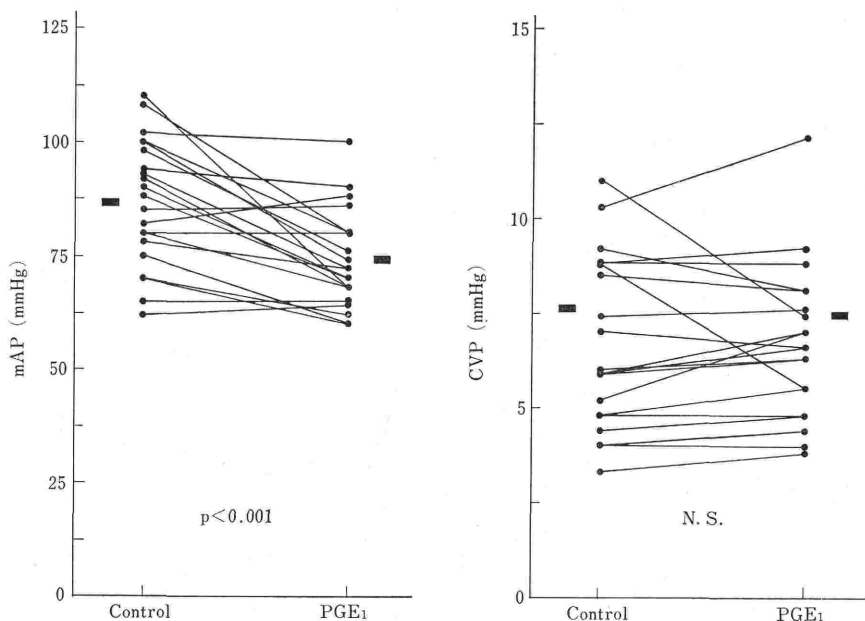 125
100
75
50
25
0
mAP (mmHg)
p<0.001
Control
PGE₁
15
10
5
0
CVP (mmHg)
N. S.
Control
PGE₁